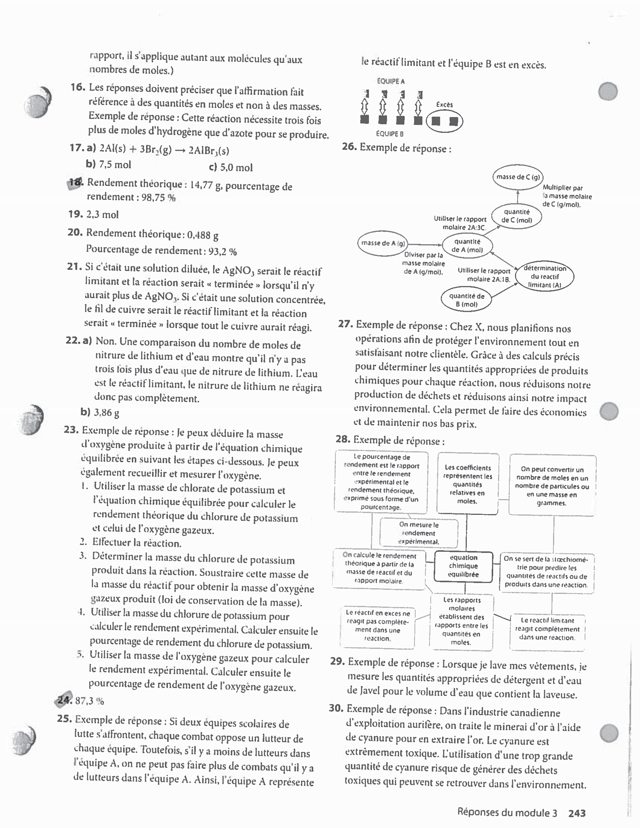 rapport, il s'applique autant aux molécules qu'aux
nombres de moles.)
16. Les réponses doivent préciser que l'affirmation fait
référence à des quantités en moles et non à des masses.
Exemple de réponse : Cette réaction nécessite trois fois
plus de moles d'hydrogène que d'azote pour se produire.
17. a) 2Al(s) + 3Br₂(g) → 2AlBr₃(s)
b) 7,5 mol c) 5,0 mol
18. Rendement théorique : 14,77 g, pourcentage de
rendement : 98,75 %
19. 2,3 mol
20. Rendement théorique: 0,488 g
Pourcentage de rendement : 93,2 %
21. Si c'était une solution diluée, le AgNO₃ serait le réactif
limitant et la réaction serait « terminée » lorsqu'il n'y
aurait plus de AgNO₃. Si c'était une solution concentrée,
le fil de cuivre serait le réactif limitant et la réaction
serait « terminée » lorsque tout le cuivre aurait réagi.
22. a) Non. Une comparaison du nombre de moles de
nitrure de lithium et d'eau montre qu'il n'y a pas
trois fois plus d'eau que de nitrure de lithium. L'eau
est le réactif limitant, le nitrure de lithium ne réagira
donc pas complètement.
b) 3,86 g
23. Exemple de réponse : Je peux déduire la masse
d'oxygène produite à partir de l'équation chimique
équilibrée en suivant les étapes ci-dessous. Je peux
également recueillir et mesurer l'oxygène.
1. Utiliser la masse de chlorate de potassium et
l'équation chimique équilibrée pour calculer le
rendement théorique du chlorure de potassium
et celui de l'oxygène gazeux.
2. Effectuer la réaction.
3. Déterminer la masse du chlorure de potassium
produit dans la réaction. Soustraire cette masse de
la masse du réactif pour obtenir la masse d'oxygène
gazeux produit (loi de conservation de la masse).
4. Utiliser la masse du chlorure de potassium pour
calculer le rendement expérimental. Calculer ensuite le
pourcentage de rendement du chlorure de potassium.
5. Utiliser la masse de l'oxygène gazeux pour calculer
le rendement expérimental. Calculer ensuite le
pourcentage de rendement de l'oxygène gazeux.
24. 87,3 %
25. Exemple de réponse : Si deux équipes scolaires de
lutte s'affrontent, chaque combat oppose un lutteur de
chaque équipe. Toutefois, s'il y a moins de lutteurs dans
l'équipe A, on ne peut pas faire plus de combats qu'il y a
de lutteurs dans l'équipe A. Ainsi, l'équipe A représente
le réactif limitant et l'équipe B est en excès.
ÉQUIPE A
Excès
ÉQUIPE B
26. Exemple de réponse :
masse de C (g)
Multiplier par
la masse molaire
de C (g/mol).
quantité
de C (mol)
Utiliser le rapport
molaire 2A:3C.
masse de A (g)
quantité
de A (mol)
Diviser par la
masse molaire
de A (g/mol).
Utiliser le rapport
molaire 2A:1B.
détermination
du réactif
limitant (A)
quantité de
B (mol)
27. Exemple de réponse : Chez X, nous planifions nos
opérations afin de protéger l'environnement tout en
satisfaisant notre clientèle. Grâce à des calculs précis
pour déterminer les quantités appropriées de produits
chimiques pour chaque réaction, nous réduisons notre
production de déchets et réduisons ainsi notre impact
environnemental. Cela permet de faire des économies
et de maintenir nos bas prix.
28. Exemple de réponse :
Le pourcentage de
rendement est le rapport
entre le rendement
expérimental et le
rendement théorique,
exprimé sous forme d'un
pourcentage.
Les coefficients
représentent les
quantités
relatives en
moles.
On peut convertir un
nombre de moles en un
nombre de particules ou
en une masse en
grammes.
On mesure le
rendement
expérimental.
On calcule le rendement
théorique à partir de la
masse de réactif et du
rapport molaire.
équation
chimique
équilibrée
On se sert de la stœchiomé-
trie pour prédire les
quantités de réactifs ou de
produits dans une réaction.
Le réactif en excès ne
réagit pas complète-
ment dans une
réaction.
Les rapports
molaires
établissent des
rapports entre les
quantités en
moles.
Le réactif limitant
réagit complètement
dans une réaction.
29. Exemple de réponse : Lorsque je lave mes vêtements, je
mesure les quantités appropriées de détergent et d'eau
de Javel pour le volume d'eau que contient la laveuse.
30. Exemple de réponse : Dans l'industrie canadienne
d'exploitation aurifère, on traite le minerai d'or à l'aide
de cyanure pour en extraire l'or. Le cyanure est
extrêmement toxique. L'utilisation d'une trop grande
quantité de cyanure risque de générer des déchets
toxiques qui peuvent se retrouver dans l'environnement.
Réponses du module 3 243